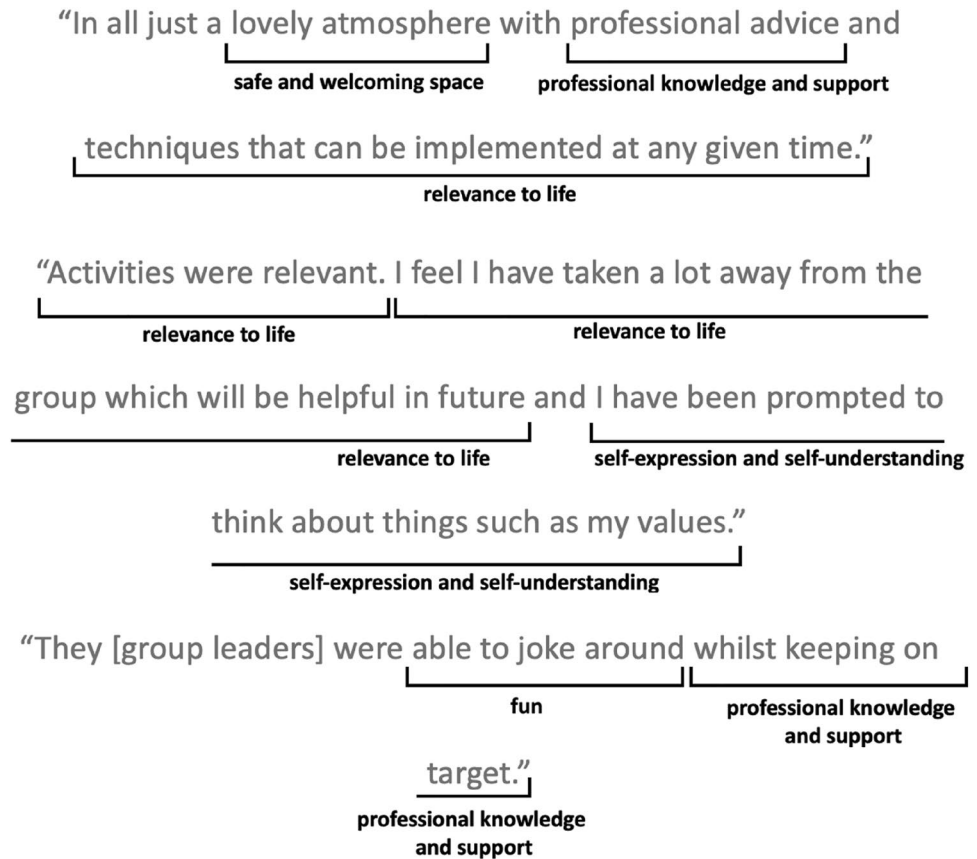 “In all just a lovely atmosphere with professional advice and
safe and welcoming space
professional knowledge and support
techniques that can be implemented at any given time.”
relevance to life
“Activities were relevant. I feel I have taken a lot away from the
relevance to life
relevance to life
group which will be helpful in future and I have been prompted to
relevance to life
self-expression and self-understanding
think about things such as my values.”
self-expression and self-understanding
“They [group leaders] were able to joke around whilst keeping on
fun
professional knowledge
and support
target.”
professional knowledge
and support